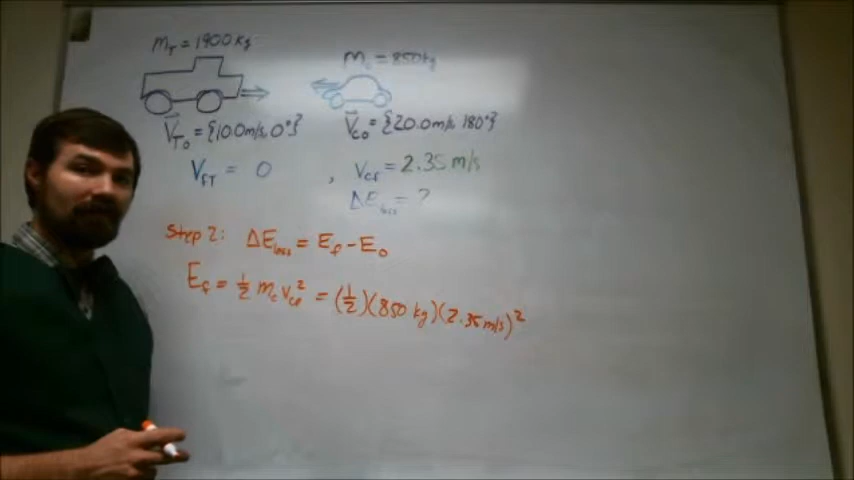 m_T = 1900 kg
m_c = 850 kg
V_To = {10.0 m/s, 0°}
V_co = {20.0 m/s, 180°}
V_fT = 0 , V_cf = 2.35 m/s
ΔE_loss = ?
Step 2: ΔE_loss = E_f - E_o
E_f = 1/2 m_c v_cf² = (1/2)(850 kg)(2.35 m/s)²